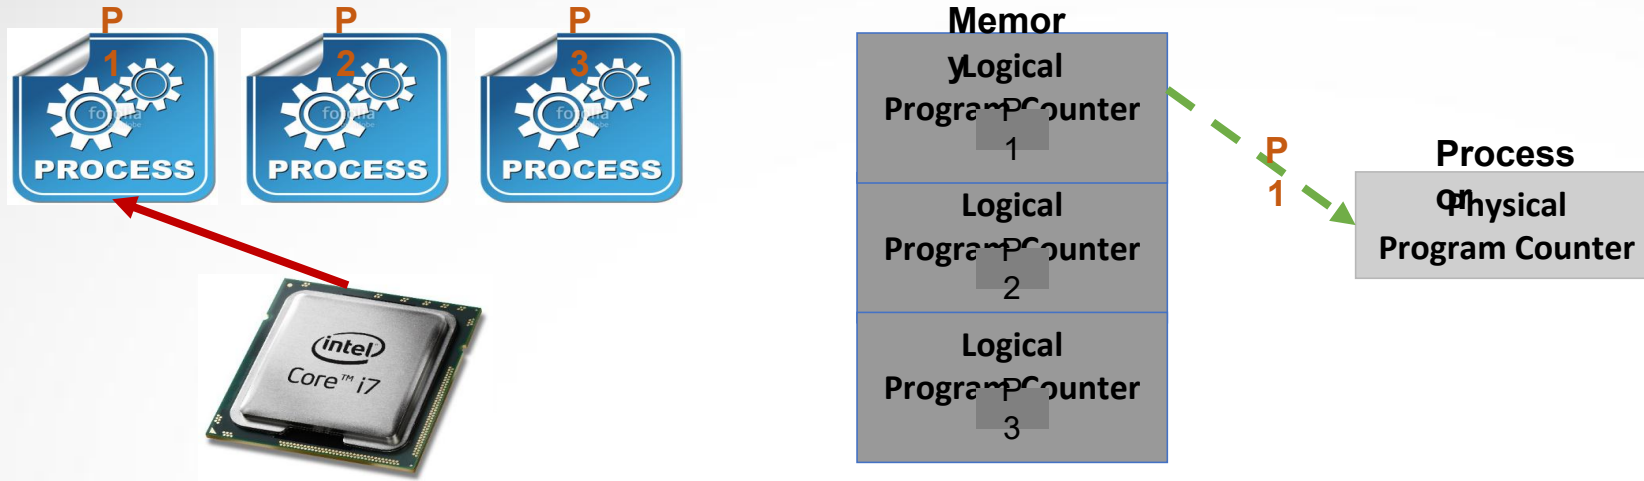 P
1
PROCESS
P
2
PROCESS
P
3
PROCESS
intel
Core™ i7
Memor
y
Logical
Program Counter
P
1
Logical
Program Counter
P
2
Logical
Program Counter
P
3
P
1
Process
or
Physical
Program Counter